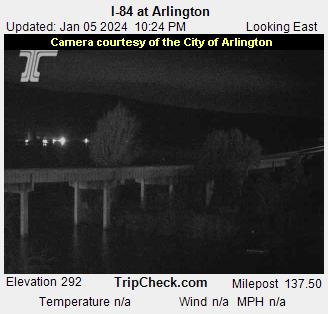 I-84 at Arlington
Updated: Jan 05 2024 10:24 PM Looking East
Camera courtesy of the City of Arlington
Elevation 292 TripCheck.com Milepost 137.50
Temperature n/a Wind n/a MPH n/a